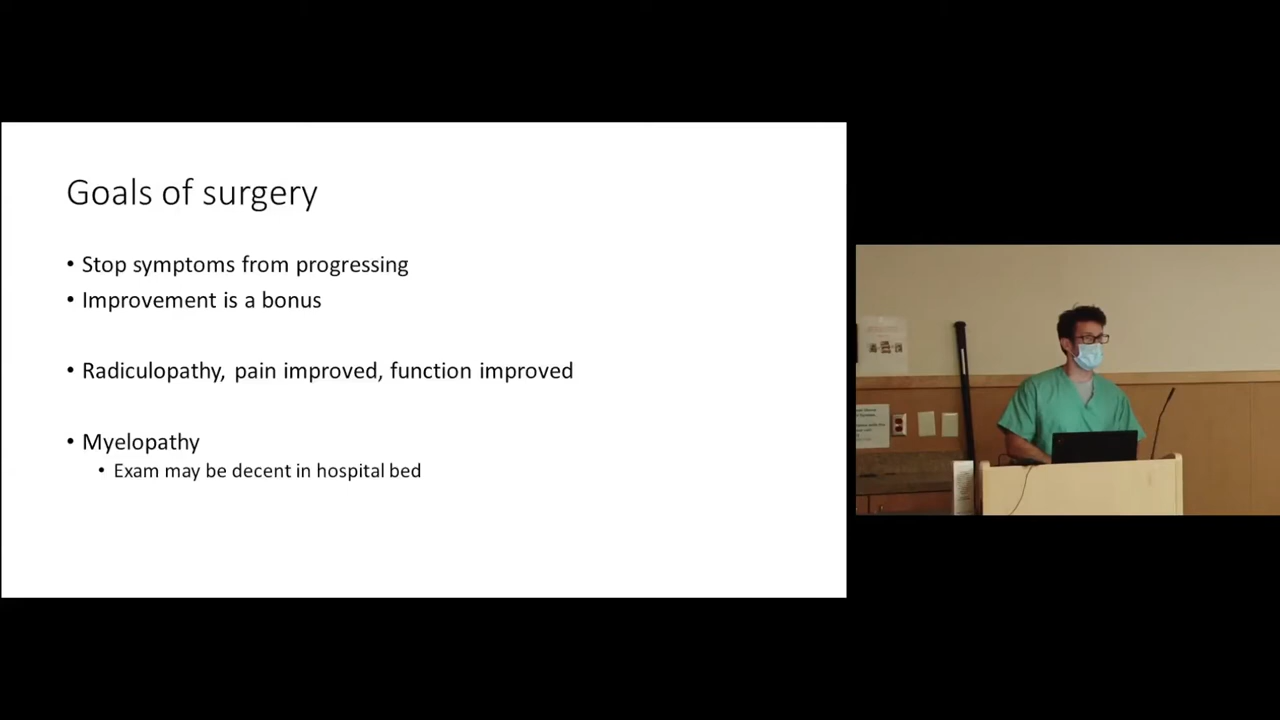 Goals of surgery
• Stop symptoms from progressing
• Improvement is a bonus
• Radiculopathy, pain improved, function improved
• Myelopathy
• Exam may be decent in hospital bed